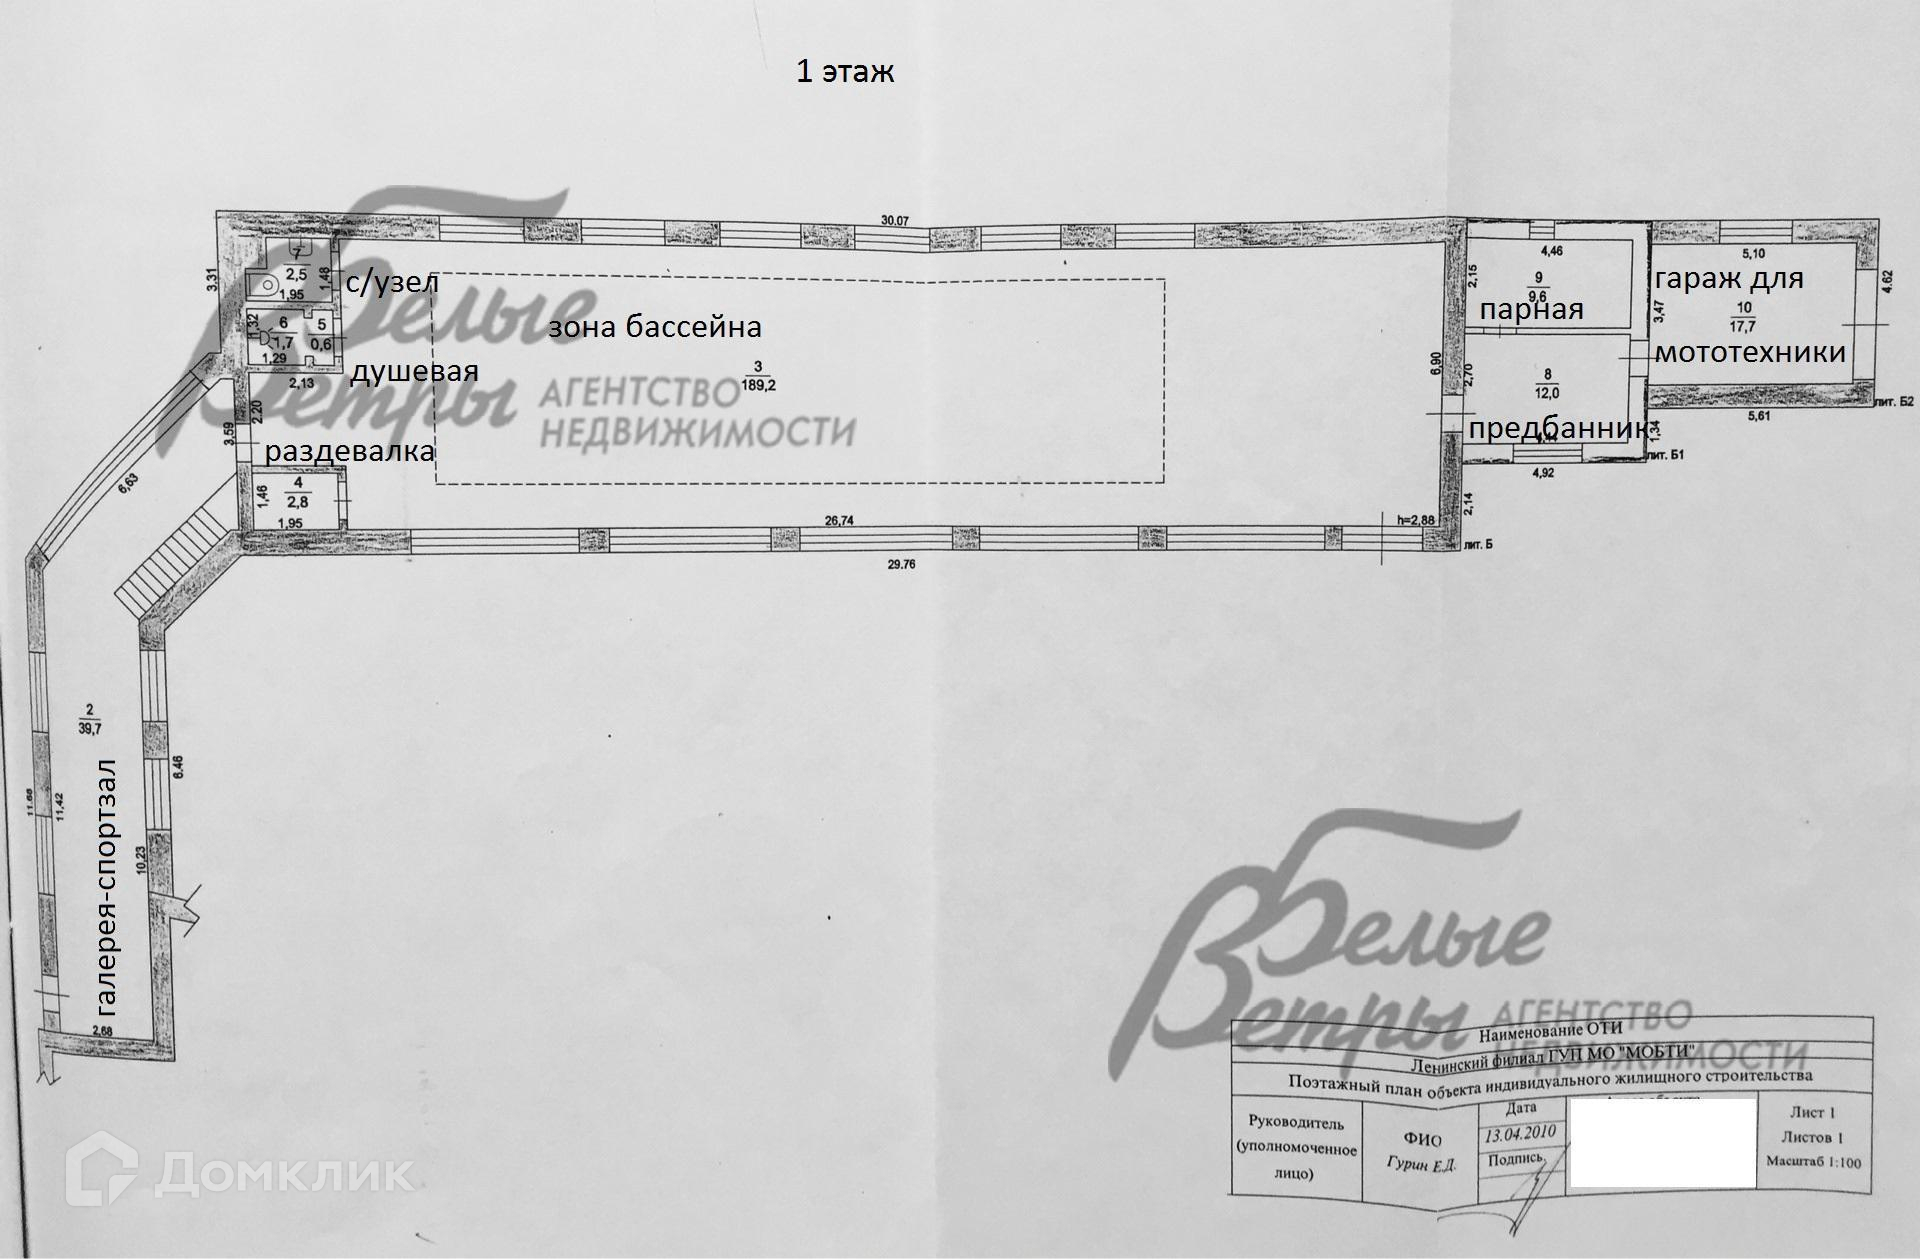 1 этаж
30.07
3.31
7
2,5
1,48
1,95
с/узел
6
1,7
1,32
1,29
5
0,6
2,13
душевая
2,20
3,59
раздевалка
4
2,8
1,46
1,95
зона бассейна
3
189,2
26,74
h=2,88
29.76
6,90
2,14
лит. Б
4,46
2,15
9
9,6
парная
2,70
8
12,0
предбанник
4,92
1,34
лит. Б1
5,10
4.62
гараж для
3,47
10
17,7
мототехники
5,61
лит. Б2
6,63
2
39,7
6.46
11.68
11,42
10,23
галерея-спортзал
2,68
Белые
Ветры
АГЕНТСТВО
НЕДВИЖИМОСТИ
Белые
Ветры
АГЕНТСТВО
НЕДВИЖИМОСТИ
Наименование ОТИ
Ленинский филиал ГУП МО "МОБТИ"
Поэтажный план объекта индивидуального жилищного строительства
Руководитель
(уполномоченное
лицо)
ФИО
Гурин Е.Д.
Дата
13.04.2010
Подпись
Лист 1
Листов 1
Масштаб 1:100
Домклик